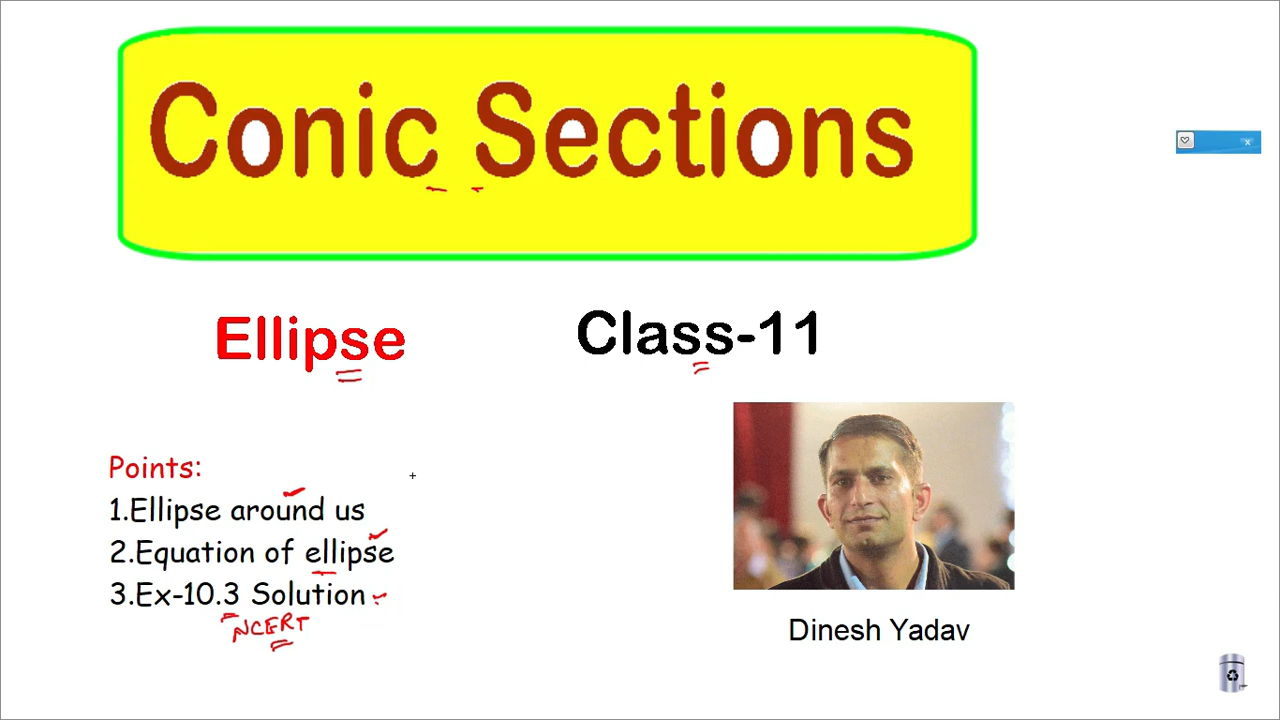 Conic Sections
Ellipse
Class-11
Points:
1.Ellipse around us
2.Equation of ellipse
3.Ex-10.3 Solution
NCERT
Dinesh Yadav